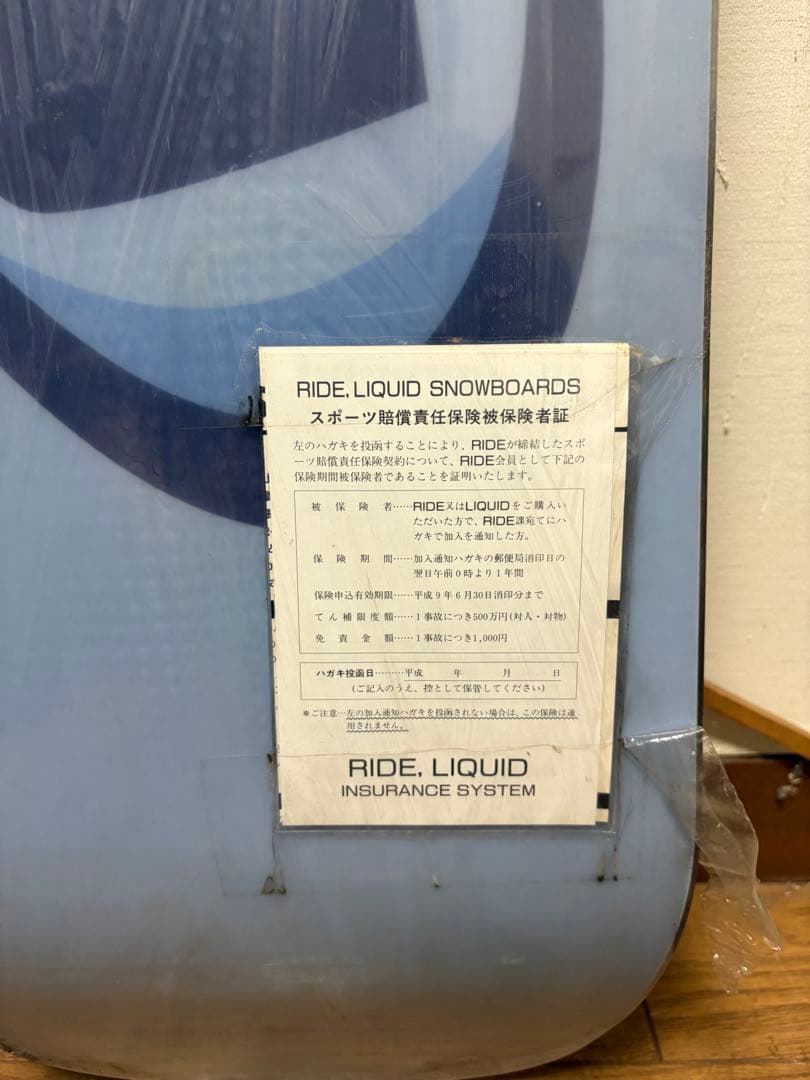 RIDE, LIQUID SNOWBOARDS
スポーツ賠償責任保険被保険者証
左のハガキを投函することにより、RIDEが締結したスポ
ーツ賠償責任保険契約について、RIDE会員として下記の
保険期間被保険者であることを証明いたします。
被保険者……RIDE又はLIQUIDをご購入い
ただいた方で、RIDE課宛てにハ
ガキで加入を通知した方。
保険期間……加入通知ハガキの郵便局消印日の
翌日午前0時より1年間
保険申込有効期限……平成9年6月30日消印分まで
てん補限度額……1事故につき500万円(対人・対物)
免責金額……1事故につき1,000円
ハガキ投函日………平成 年 月 日
(ご記入のうえ、控として保管してください)
※ご注意…左の加入通知ハガキを投函されない場合は、この保険は適
用されません。
RIDE, LIQUID
INSURANCE SYSTEM